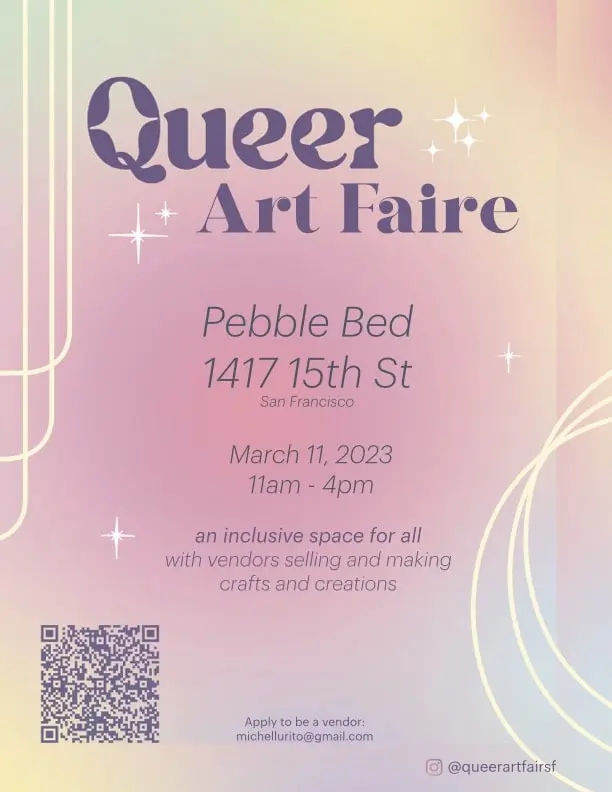 Queer
Art Faire
Pebble Bed
1417 15th St
San Francisco
March 11, 2023
11am - 4pm
an inclusive space for all
with vendors selling and making
crafts and creations
Apply to be a vendor:
michellurito@gmail.com
@queerartfairsf